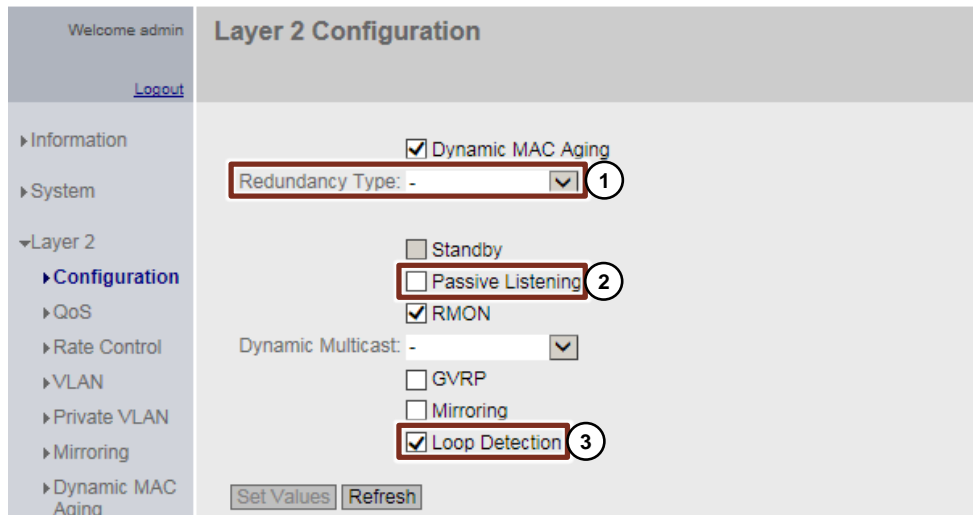 Welcome admin
Layer 2 Configuration
Logout
Information
System
Layer 2
Configuration
QoS
Rate Control
VLAN
Private VLAN
Mirroring
Dynamic MAC
Aging
Dynamic MAC Aging
Redundancy Type: -
1
Standby
Passive Listening
2
RMON
Dynamic Multicast: -
GVRP
Mirroring
Loop Detection
3
Set Values Refresh